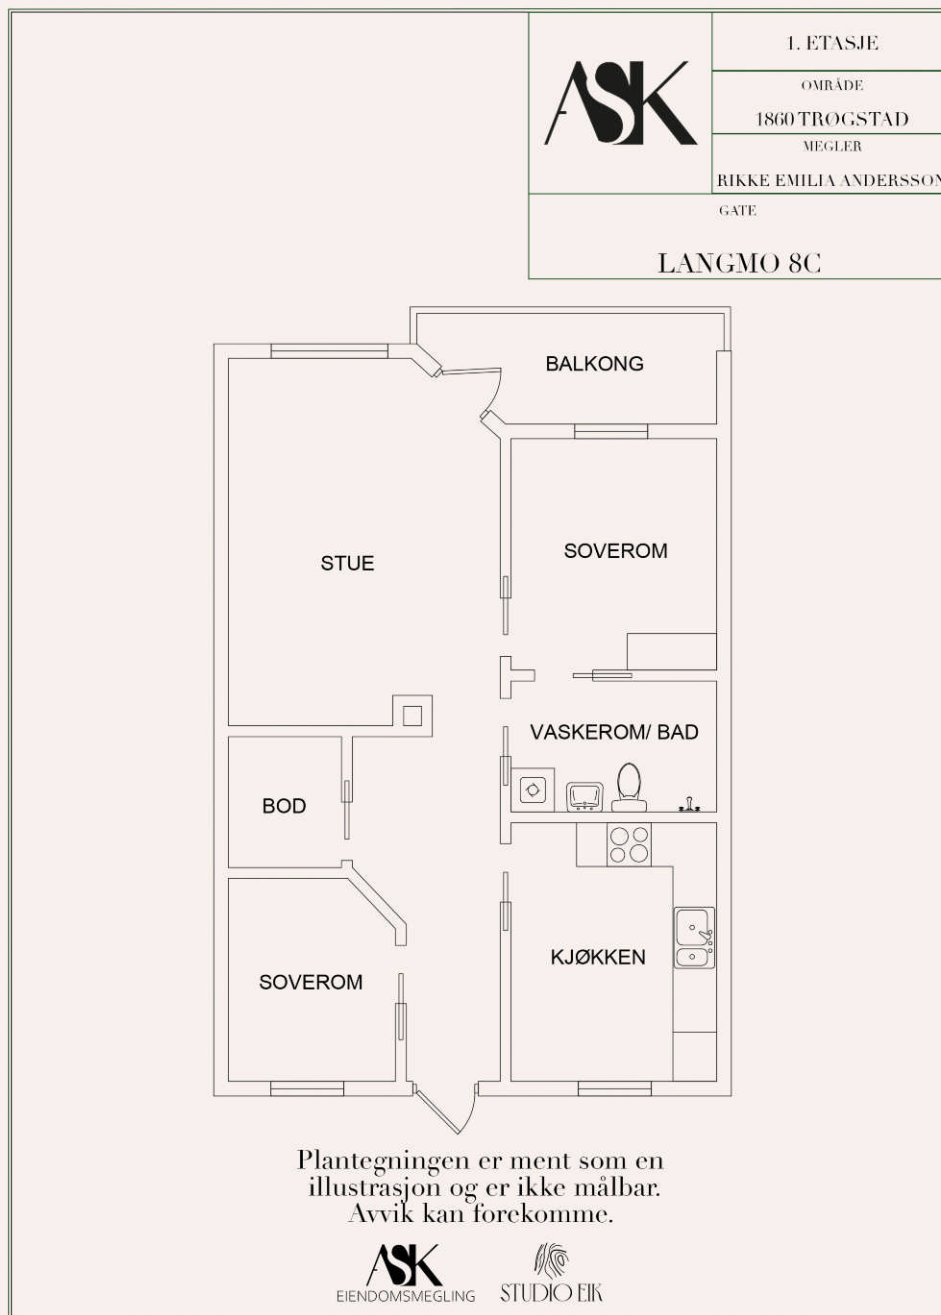 ASK
1. ETASJE
OMRÅDE
1860 TRØGSTAD
MEGLER
RIKKE EMILIA ANDERSSON
GATE
LANGMO 8C
BALKONG
STUE
SOVEROM
VASKEROM/ BAD
BOD
SOVEROM
KJØKKEN
Plantegningen er ment som en
illustrasjon og er ikke målbar.
Avvik kan forekomme.
ASK
EIENDOMSMEGLING
STUDIO EIK